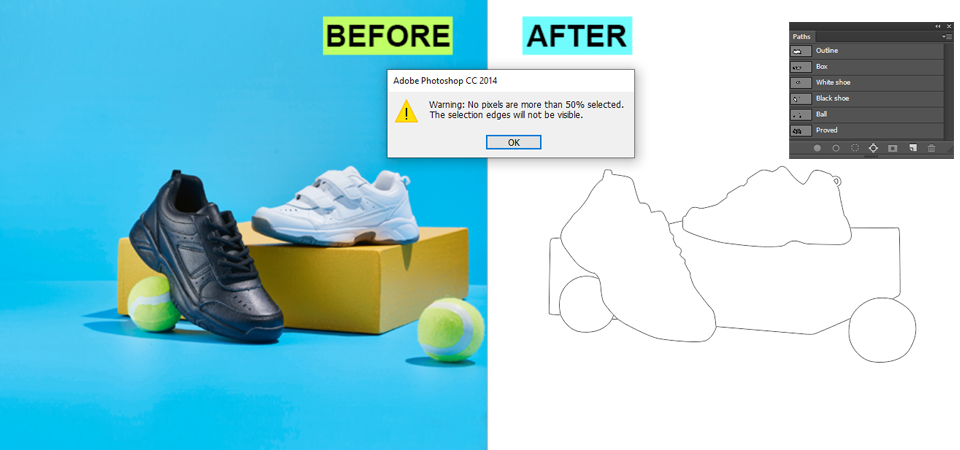 BEFORE
AFTER
Adobe Photoshop CC 2014
Warning: No pixels are more than 50% selected.
The selection edges will not be visible.
OK
Paths
Outline
Box
White shoe
Black shoe
Ball
Proved